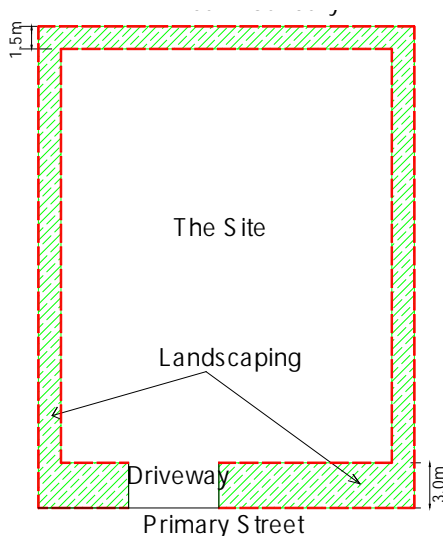 1.5m
The Site
Landscaping
Driveway
3.0m
Primary Street